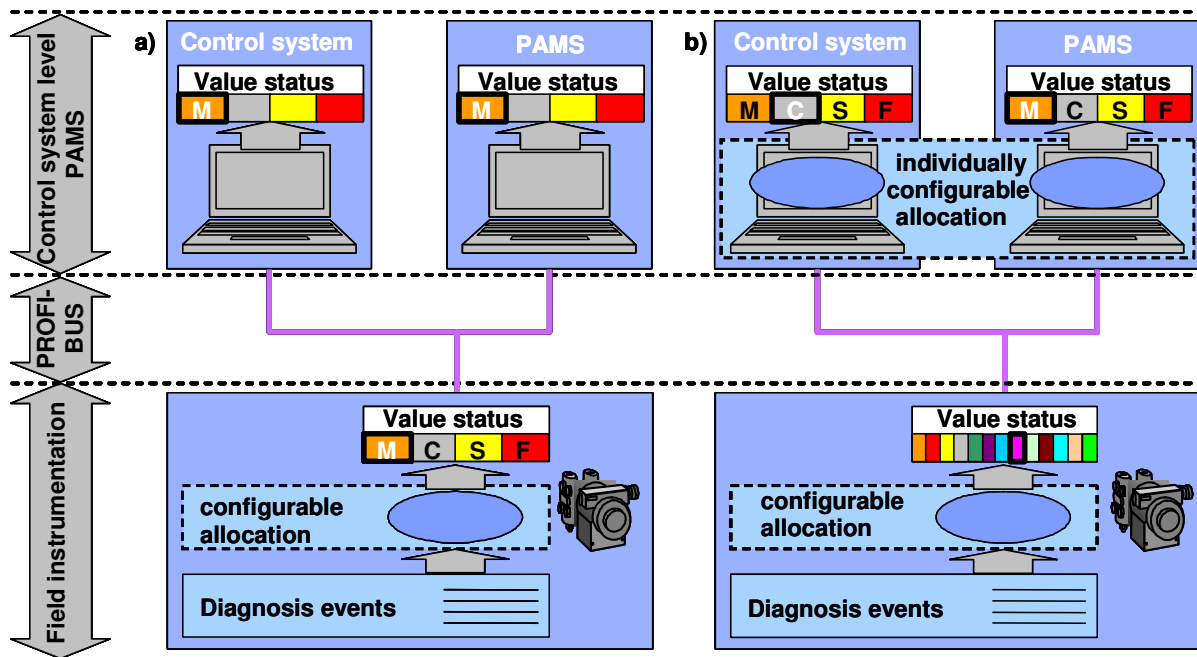 Control system level
PAMS
PROFI-
BUS
Field instrumentation
a)
Control system
Value status
M
PAMS
Value status
M
configurable
allocation
Value status
M C S F
Diagnosis events
b)
Control system
Value status
M C S F
PAMS
Value status
M C S F
individually
configurable
allocation
Value status
configurable
allocation
Diagnosis events